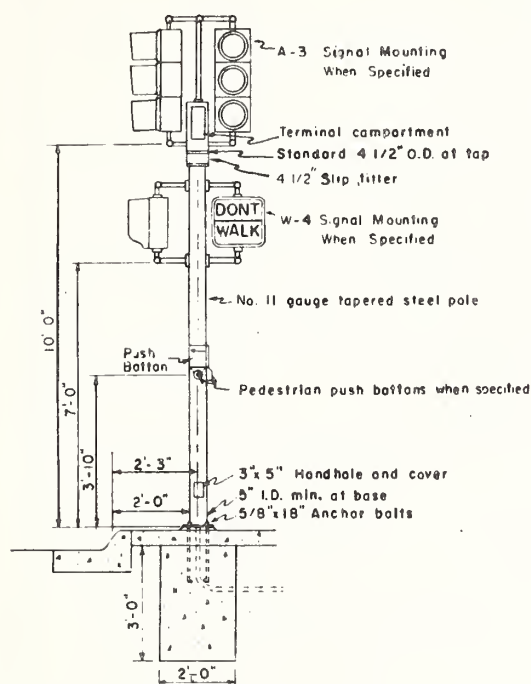 A-3 Signal Mounting
When Specified
Terminal campartment
Standard 4 1/2" O.D. at tap
4 1/2" Slip fitter
DONT
WALK
W-4 Signal Mounting
When Specified
No. 11 gauge tapered steel pole
Push
Button
Pedestrian push buttons when specified
10' 0"
7'-0"
3'-10"
2'-3"
2'-0"
3"x 5" Handhole and cover
5" I.D. min. at base
5/8"x18" Anchor bolts
3'-0"
2'-0"